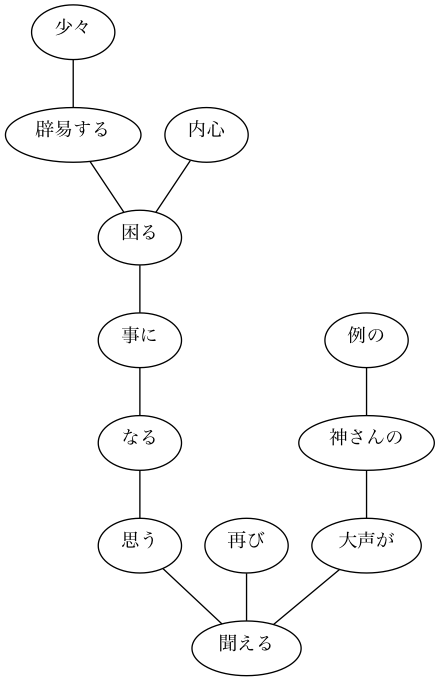 少々
辟易する
内心
困る
事に
例の
なる
神さんの
思う
再び
大声が
聞える